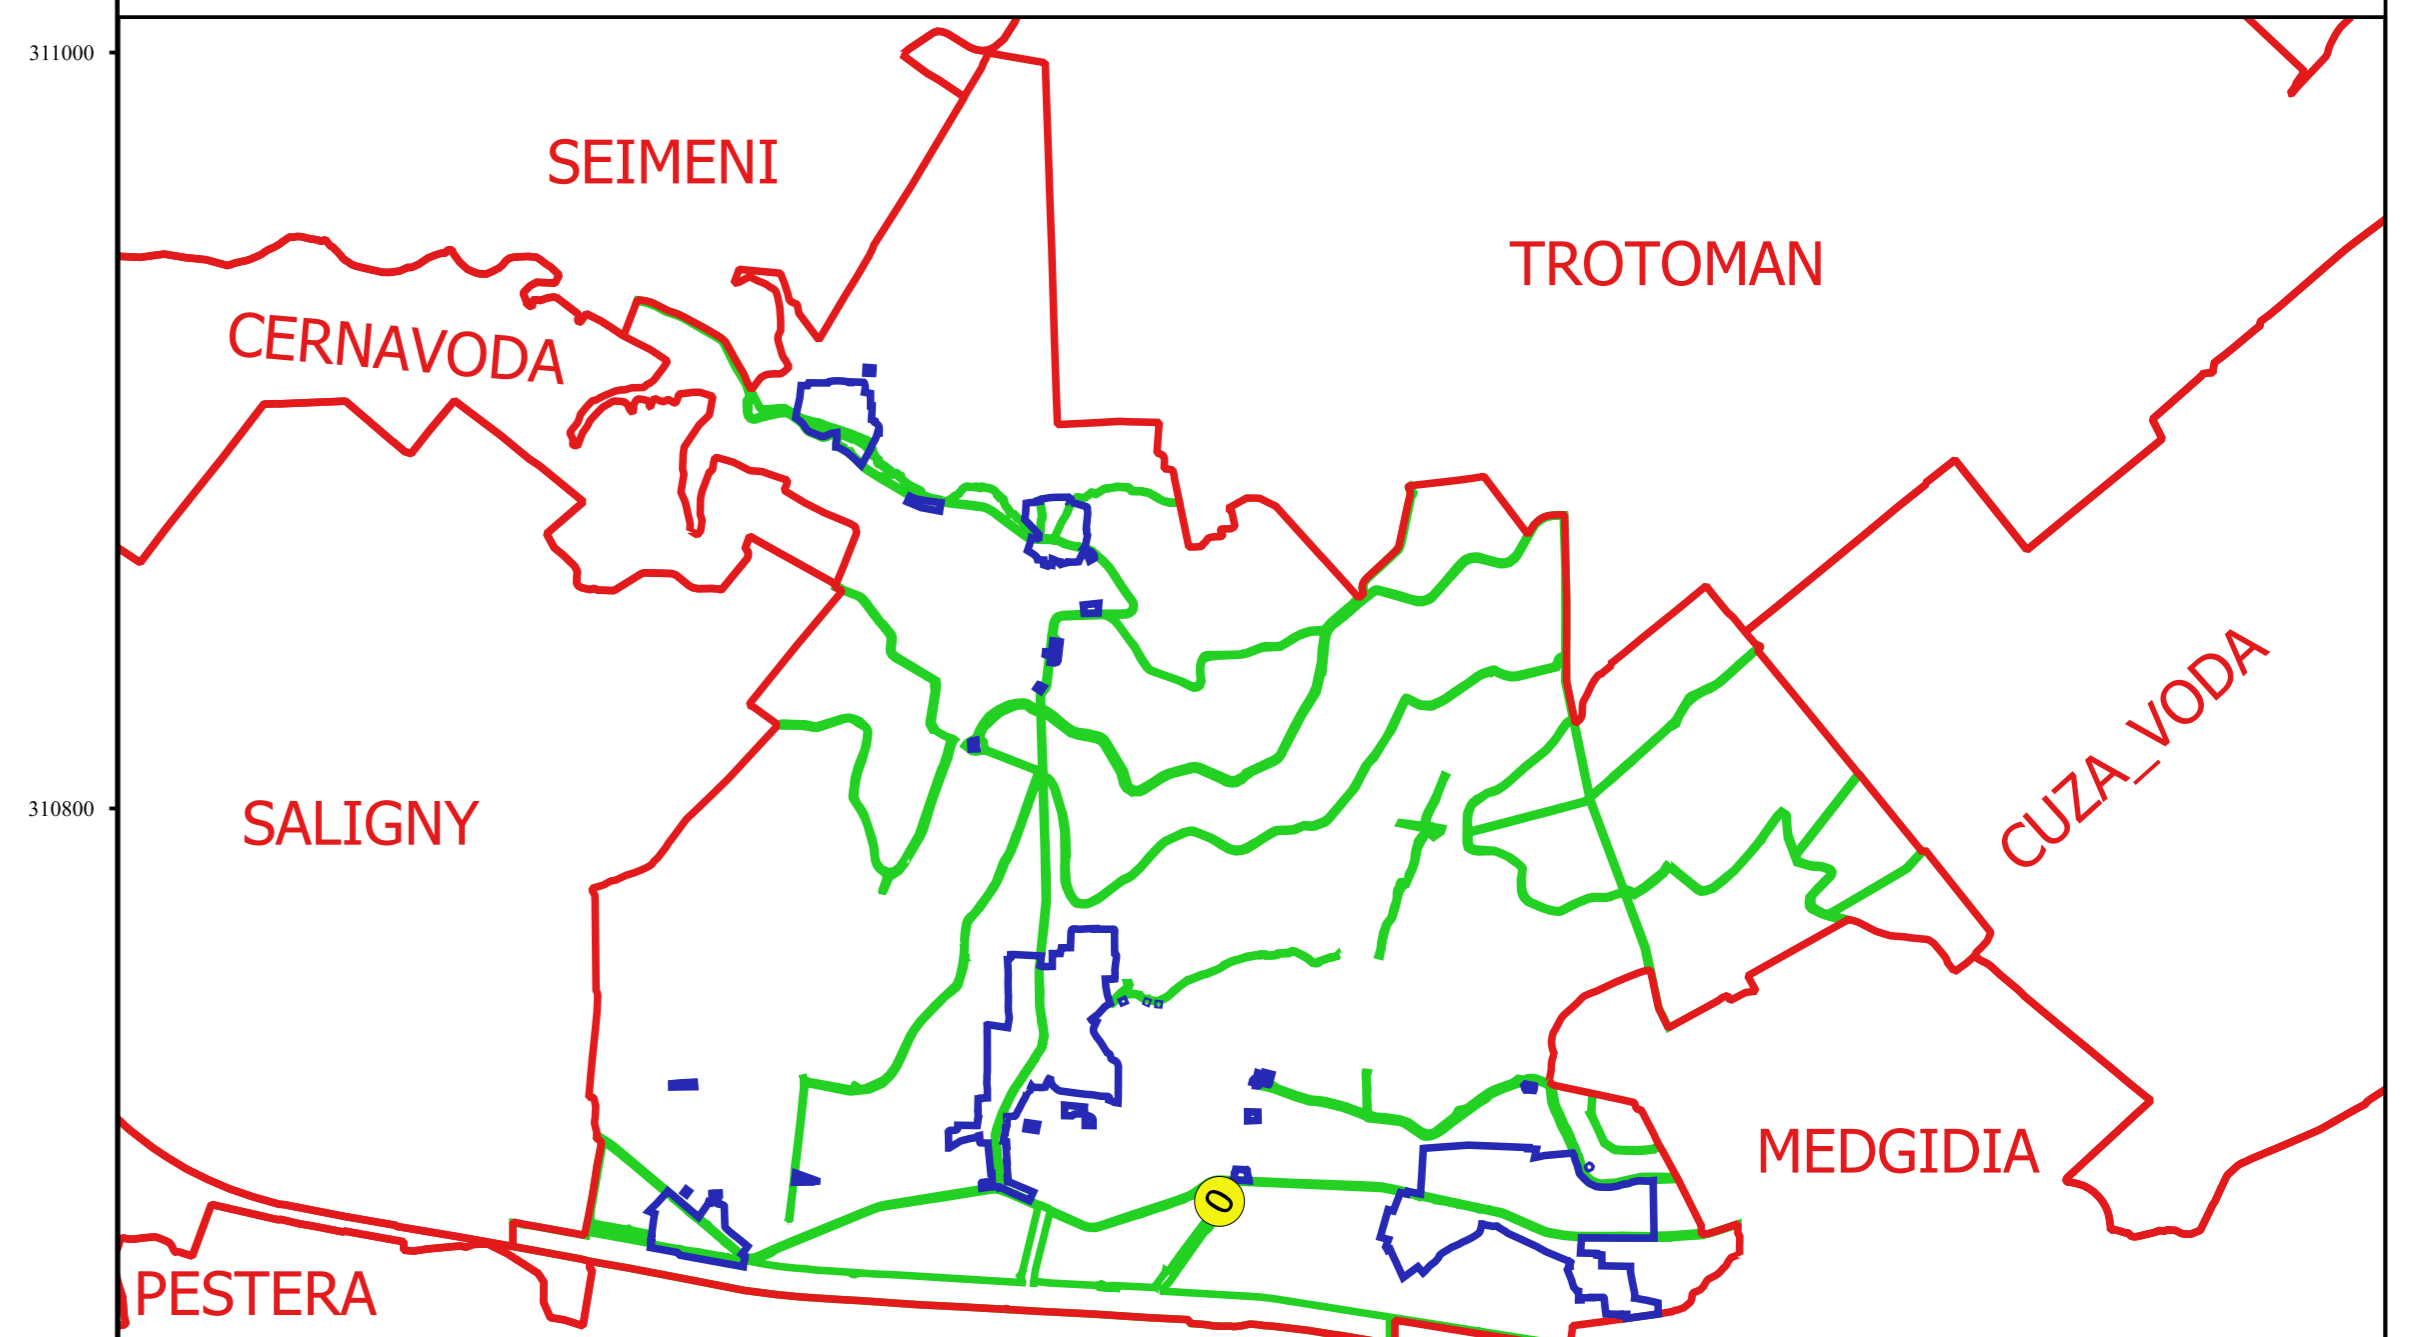 311000
SEIMENI
TROTOMAN
CERNAVODA
CUZA_VODA
310800
SALIGNY
MEDGIDIA
0
PESTERA